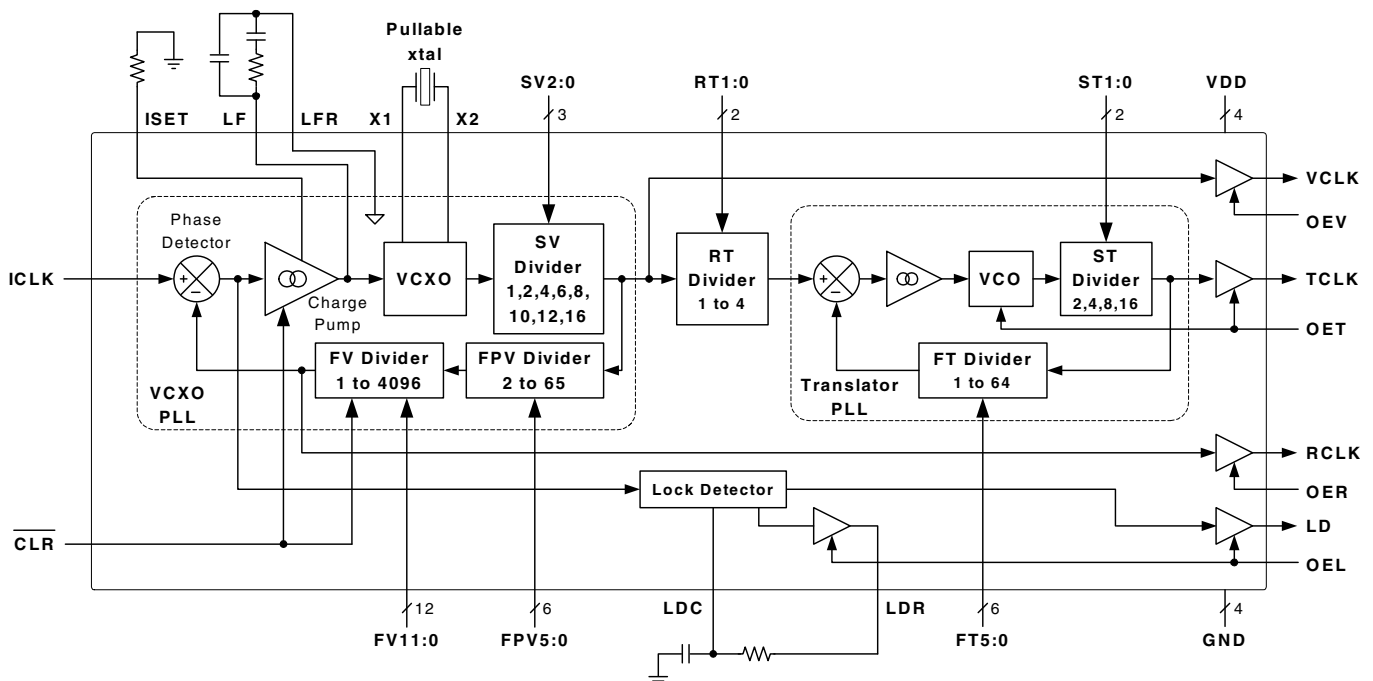 Pullable
xtal
SV2:0
RT1:0
ST1:0
VDD
3
2
2
4
ISET
LF
LFR
X1
X2
VCLK
OEV
Phase
Detector
+
−
Charge
Pump
VCXO
SV
Divider
1,2,4,6,8,
10,12,16
RT
Divider
1 to 4
+
−
VCO
ST
Divider
2,4,8,16
ICLK
TCLK
OET
FV Divider
1 to 4096
FPV Divider
2 to 65
FT Divider
1 to 64
VCXO
PLL
Translator
PLL
RCLK
OER
Lock Detector
LD
CLR
OEL
12
6
LDC
LDR
6
4
FV11:0
FPV5:0
FT5:0
GND